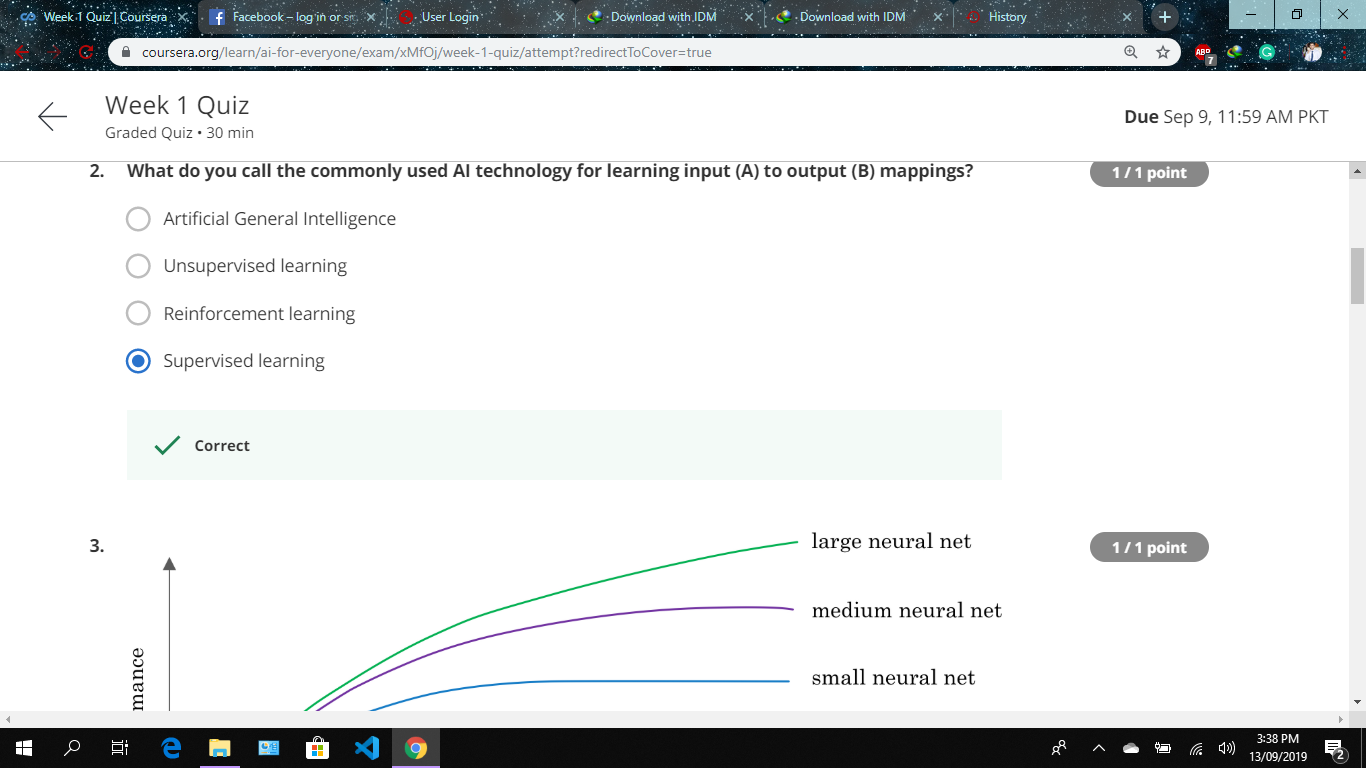 Week 1 Quiz | Coursera
Facebook – log in or
User Login
Download with IDM
Download with IDM
History
coursera.org/learn/ai-for-everyone/exam/xMfOj/week-1-quiz/attempt?redirectToCover=true
ABP
7
Week 1 Quiz
Graded Quiz • 30 min
Due Sep 9, 11:59 AM PKT
2. What do you call the commonly used AI technology for learning input (A) to output (B) mappings?
1 / 1 point
Artificial General Intelligence
Unsupervised learning
Reinforcement learning
Supervised learning
Correct
3.
1 / 1 point
large neural net
medium neural net
small neural net
mance
3:38 PM
13/09/2019
2